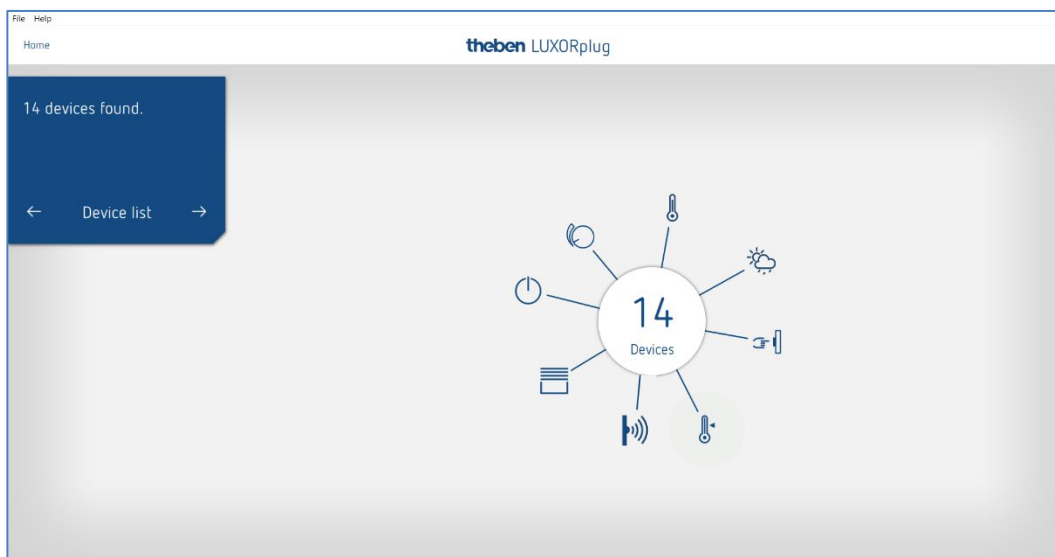 File Help
Home
theben LUXORplug
14 devices found.
← Device list →
14
Devices